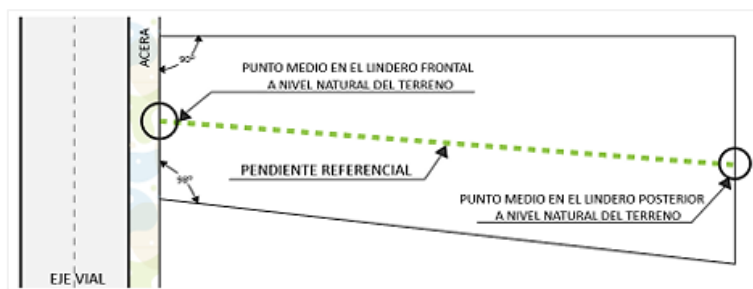 ACERA
90°
PUNTO MEDIO EN EL LINDERO FRONTAL
A NIVEL NATURAL DEL TERRENO
98°
PENDIENTE REFERENCIAL
PUNTO MEDIO EN EL LINDERO POSTERIOR
A NIVEL NATURAL DEL TERRENO
EJE VIAL